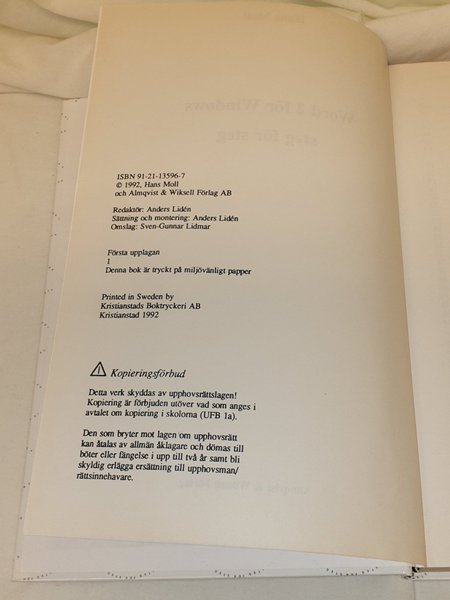 ISBN 91-21-13596-7
© 1992, Hans Moll
och Almqvist & Wiksell Förlag AB
Redaktör: Anders Lidén
Sättning och montering: Anders Lidén
Omslag: Sven-Gunnar Lidmar
Första upplagan
1
Denna bok är tryckt på miljövänligt papper
Printed in Sweden by
Kristianstads Boktryckeri AB
Kristianstad 1992
Kopieringsförbud
Detta verk skyddas av upphovsrättslagen!
Kopiering är förbjuden utöver vad som anges i
avtalet om kopiering i skolorna (UFB 1a).
Den som bryter mot lagen om upphovsrätt
kan åtalas av allmän åklagare och dömas till
böter eller fängelse i upp till två år samt bli
skyldig erlägga ersättning till upphovsman/
rättsinnehavare.